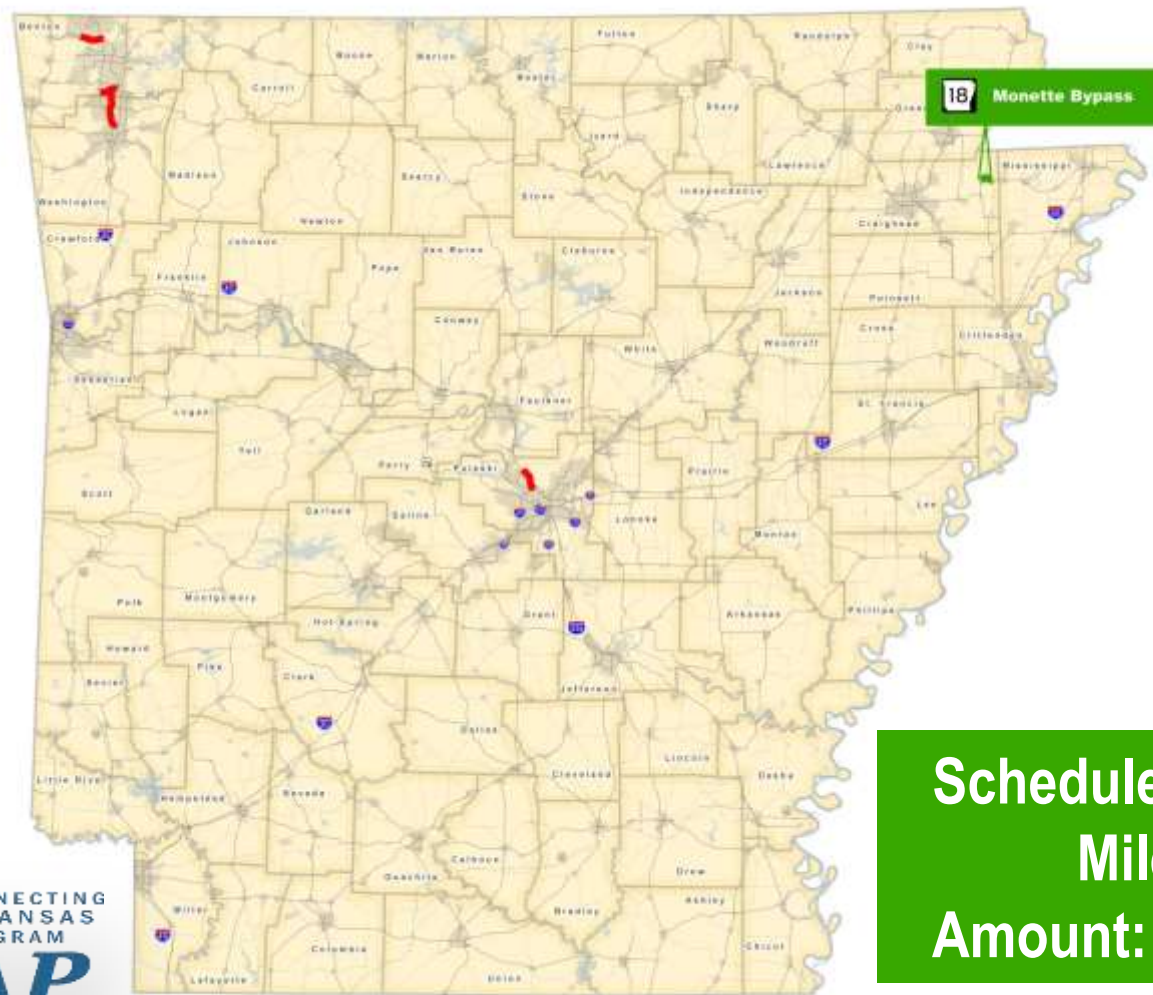 Benton
Carroll
Boone
Marion
Baxter
Fulton
Randolph
Clay
18 Monette Bypass
Sharp
Izard
Lawrence
Mississippi
Madison
Washington
Newton
Searcy
Stone
Independence
Craighead
Crawford
Franklin
Johnson
Pope
Van Buren
Cleburne
Jackson
Poinsett
Conway
White
Woodruff
Cross
Crittenden
Sebastian
Logan
Faulkner
St. Francis
Yell
Perry
Pulaski
Prairie
Scott
Garland
Saline
Lonoke
Monroe
Lee
Polk
Montgomery
Hot Spring
Grant
Arkansas
Phillips
Howard
Pike
Clark
Jefferson
Sevier
Dallas
Cleveland
Lincoln
Desha
Little River
Hempstead
Nevada
Ouachita
Calhoun
Bradley
Drew
Ashley
Chicot
Miller
Lafayette
Columbia
Union
Schedule
Mil
Amount:
NECTING
ANSAS
GRAM
AP